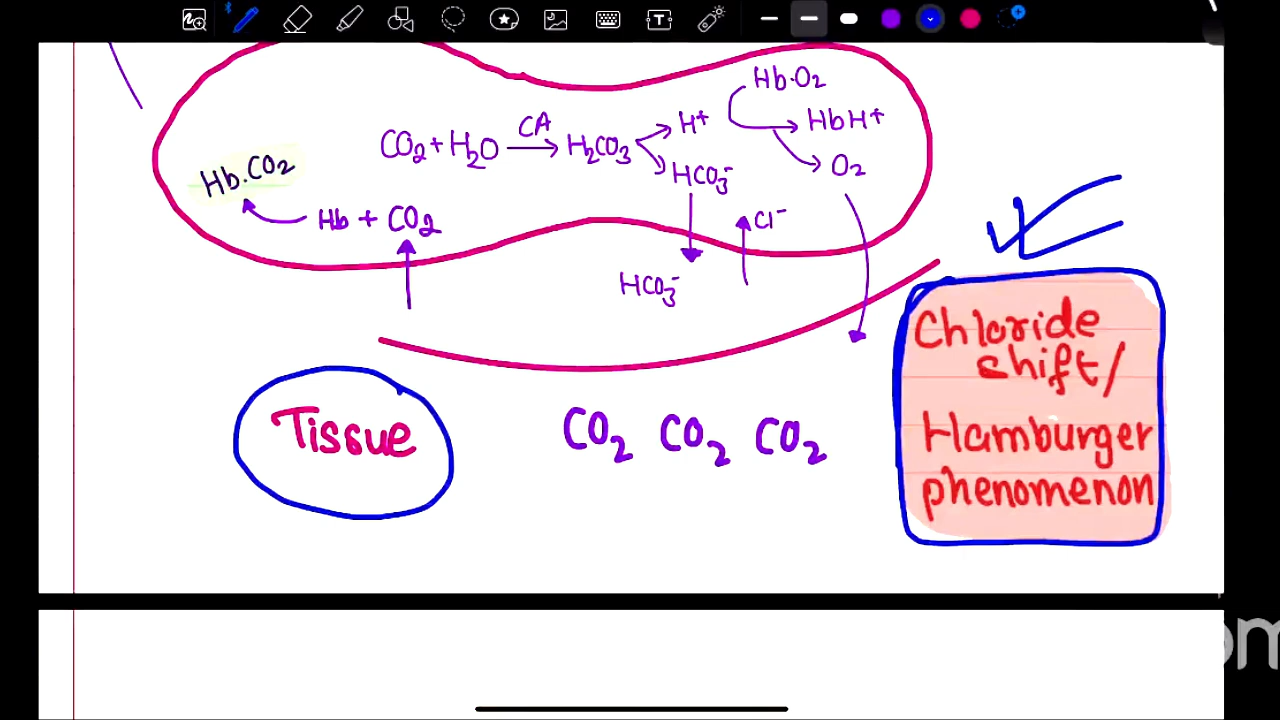 Hb·O2
CO2+H2O CA H2CO3 H+ HbH+
HCO3- O2
Hb·CO2
Hb + CO2
Cl-
HCO3-
Chloride
shift/
Hamburger
phenomenon
Tissue
CO2 CO2 CO2